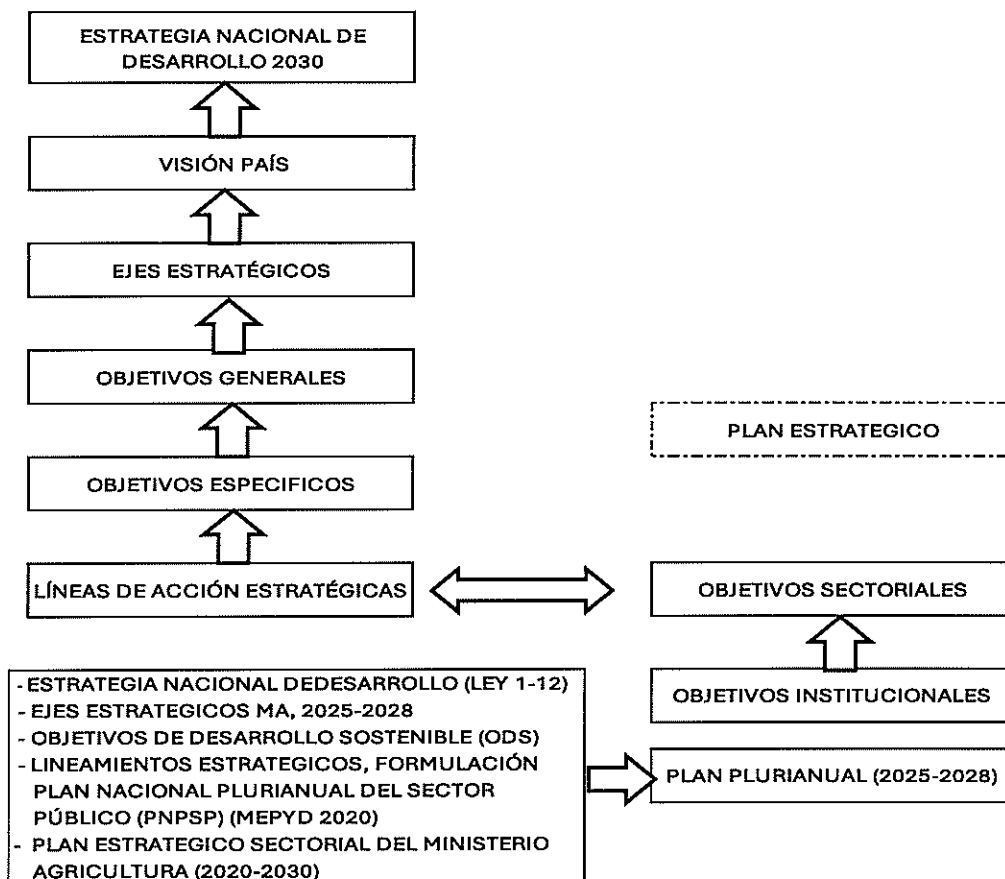 ESTRATEGIA NACIONAL DE
DESARROLLO 2030
VISIÓN PAÍS
EJES ESTRATÉGICOS
OBJETIVOS GENERALES
PLAN ESTRATEGICO
OBJETIVOS ESPECIFICOS
LÍNEAS DE ACCIÓN ESTRATÉGICAS
OBJETIVOS SECTORIALES
- ESTRATEGIA NACIONAL DEDESARROLLO (LEY 1-12)
- EJES ESTRATEGICOS MA, 2025-2028
- OBJETIVOS DE DESARROLLO SOSTENIBLE (ODS)
- LINEAMIENTOS ESTRATEGICOS, FORMULACIÓN
PLAN NACIONAL PLURIANUAL DEL SECTOR
PÚBLICO (PNPSP) (MEPYD 2020)
- PLAN ESTRATEGICO SECTORIAL DEL MINISTERIO
AGRICULTURA (2020-2030)
OBJETIVOS INSTITUCIONALES
PLAN PLURIANUAL (2025-2028)